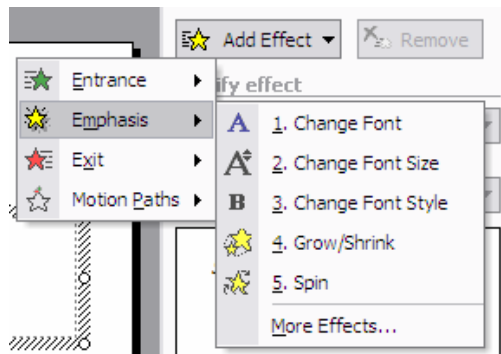 Add Effect
Remove
ify effect
Entrance
Emphasis
Exit
Motion Paths
1. Change Font
2. Change Font Size
3. Change Font Style
4. Grow/Shrink
5. Spin
More Effects...